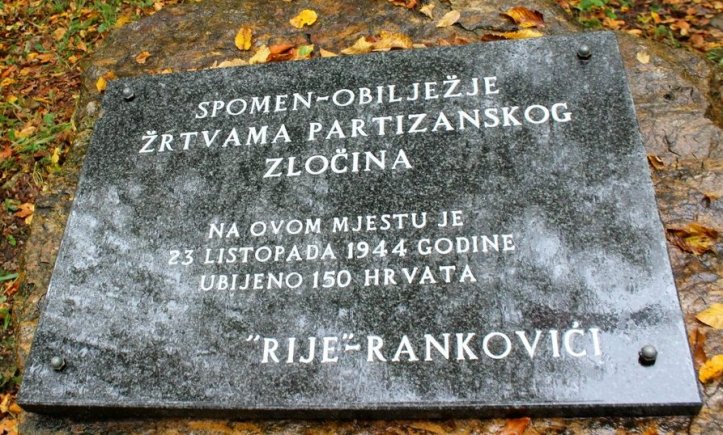 SPOMEN-OBILJEŽJE
ŽRTVAMA PARTIZANSKOG
ZLOČINA
NA OVOM MJESTU JE
23 LISTOPADA 1944 GODINE
UBIJENO 150 HRVATA
"RIJE"-RANKOVIĆI